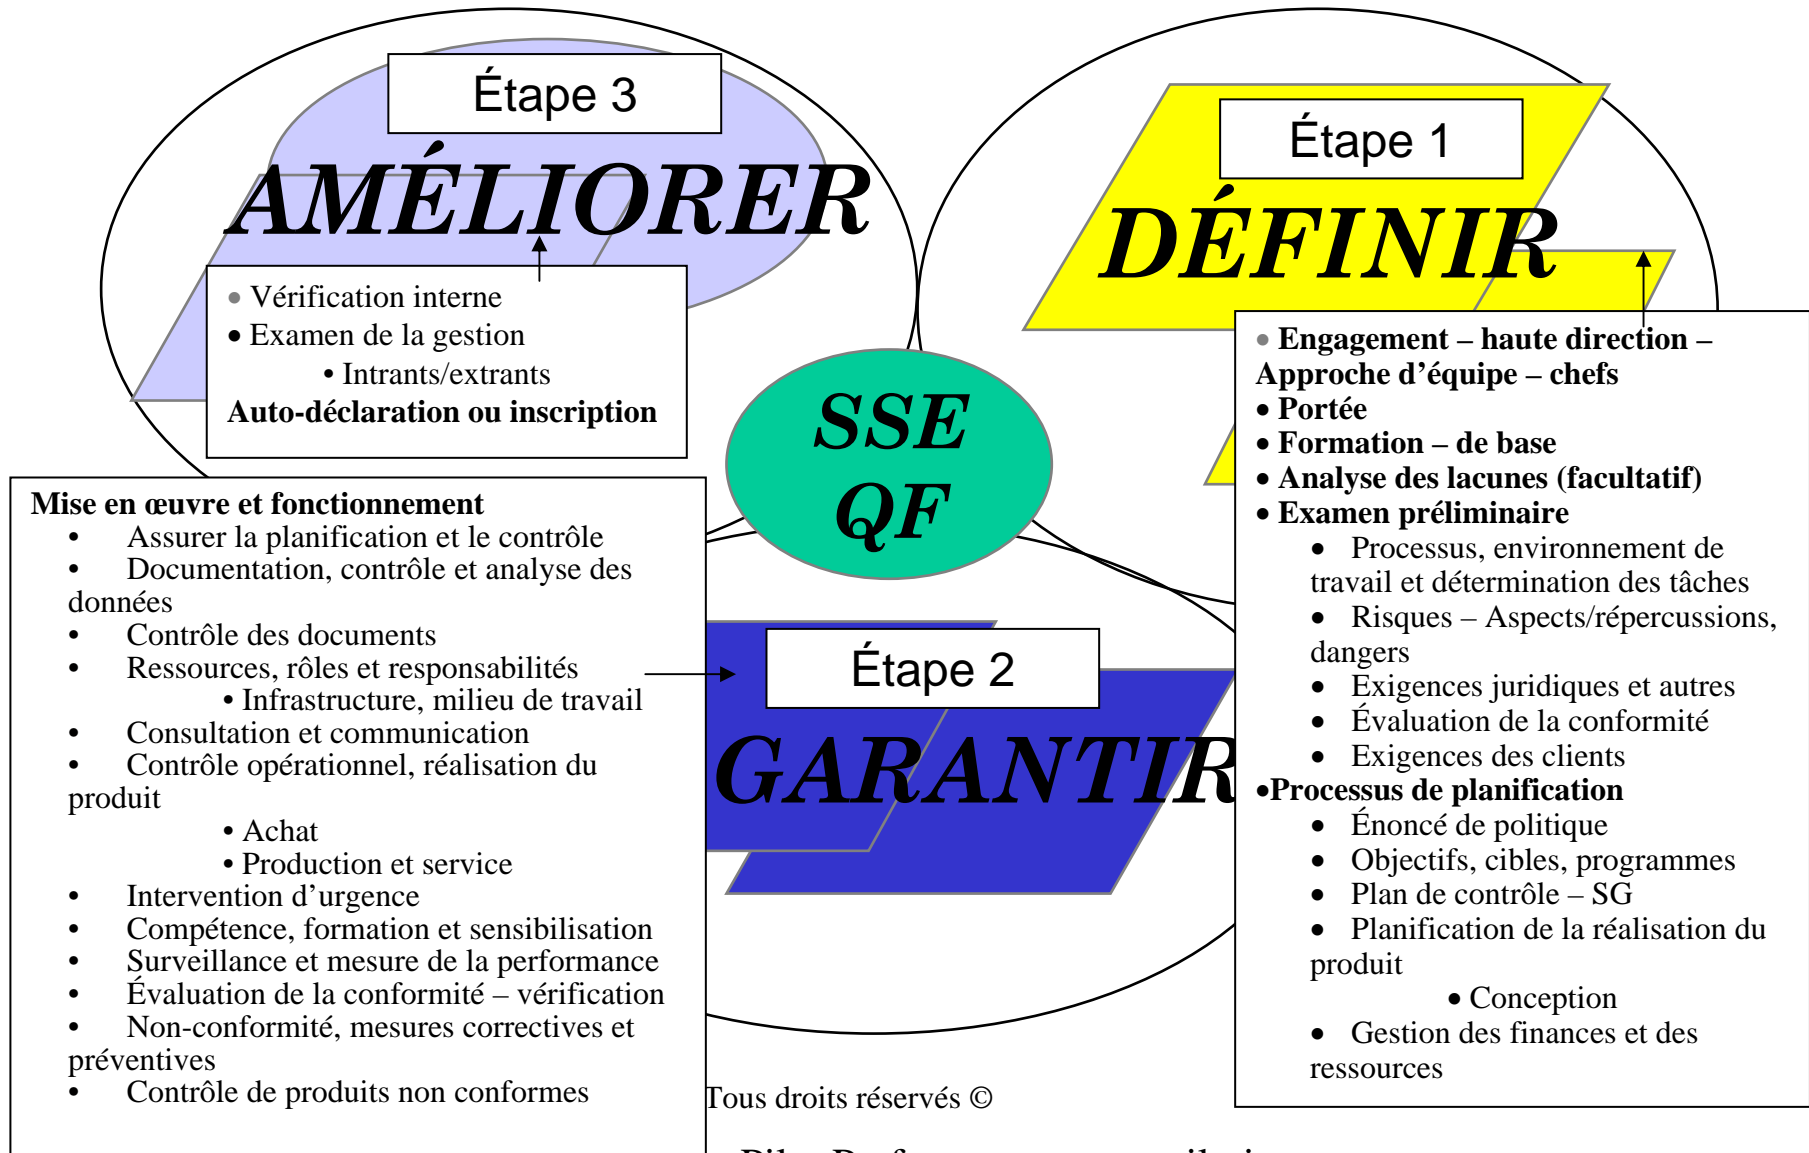 Étape 3
AMÉLIORER
• Vérification interne
• Examen de la gestion
• Intrants/extrants
Auto-déclaration ou inscription
Étape 1
DÉFINIR
• Engagement – haute direction –
Approche d’équipe – chefs
• Portée
• Formation – de base
• Analyse des lacunes (facultatif)
• Examen préliminaire
• Processus, environnement de
travail et détermination des tâches
• Risques – Aspects/répercussions,
dangers
• Exigences juridiques et autres
• Évaluation de la conformité
• Exigences des clients
•Processus de planification
• Énoncé de politique
• Objectifs, cibles, programmes
• Plan de contrôle – SG
• Planification de la réalisation du
produit
• Conception
• Gestion des finances et des
ressources
SSE
QF
Mise en œuvre et fonctionnement
• Assurer la planification et le contrôle
• Documentation, contrôle et analyse des
données
• Contrôle des documents
• Ressources, rôles et responsabilités
• Infrastructure, milieu de travail
• Consultation et communication
• Contrôle opérationnel, réalisation du
produit
• Achat
• Production et service
• Intervention d’urgence
• Compétence, formation et sensibilisation
• Surveillance et mesure de la performance
• Évaluation de la conformité – vérification
• Non-conformité, mesures correctives et
préventives
• Contrôle de produits non conformes
Étape 2
GARANTIR
Tous droits réservés ©